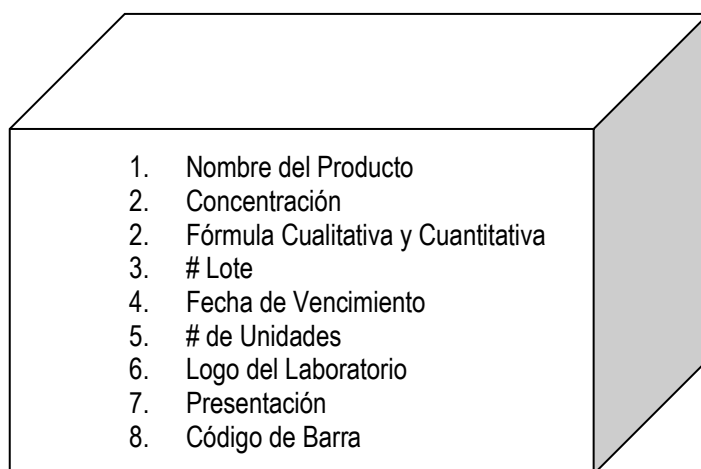 1. Nombre del Producto
2. Concentración
2. Fórmula Cualitativa y Cuantitativa
3. # Lote
4. Fecha de Vencimiento
5. # de Unidades
6. Logo del Laboratorio
7. Presentación
8. Código de Barra